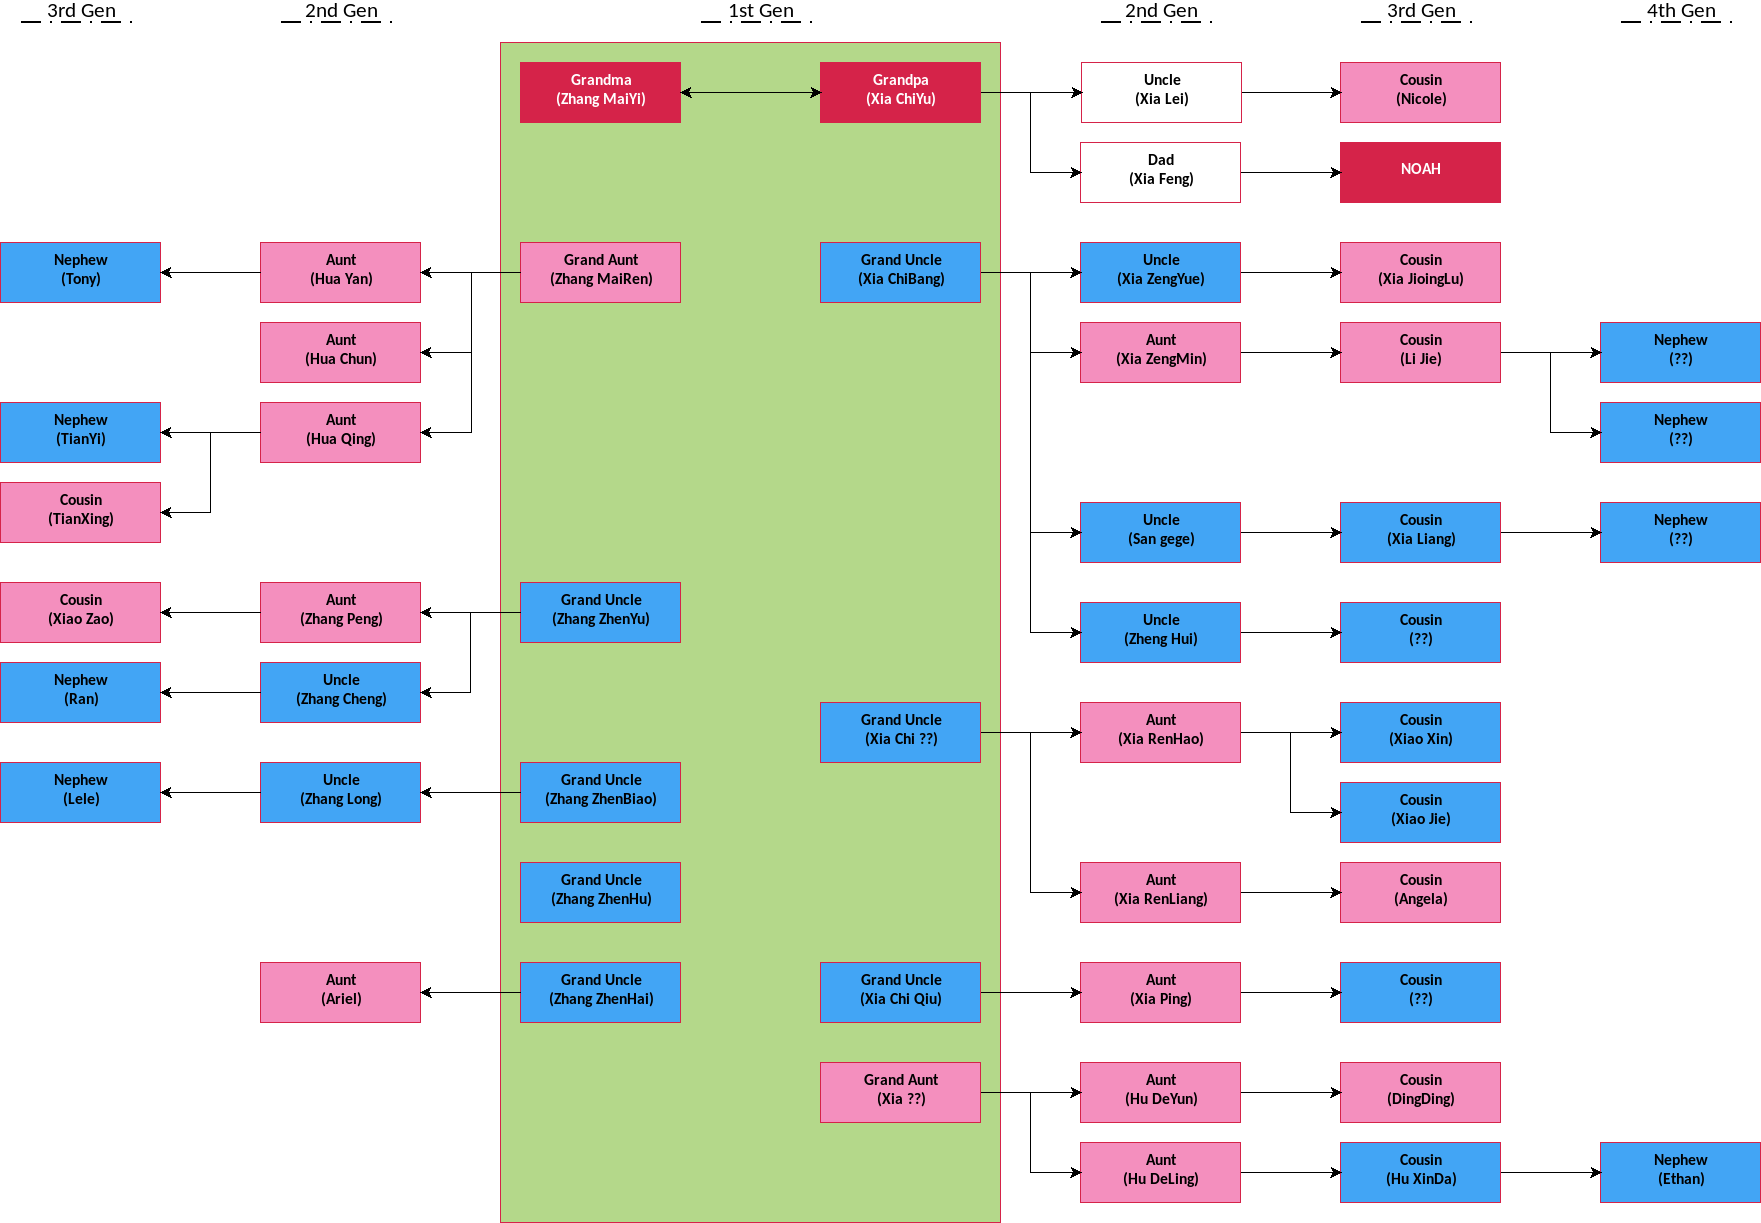 3rd Gen
2nd Gen
1st Gen
2nd Gen
3rd Gen
4th Gen
Grandma
(Zhang MaiYi)
Grandpa
(Xia ChiYu)
Uncle
(Xia Lei)
Cousin
(Nicole)
Dad
(Xia Feng)
NOAH
Nephew
(Tony)
Aunt
(Hua Yan)
Grand Aunt
(Zhang MaiRen)
Grand Uncle
(Xia ChiBang)
Uncle
(Xia ZengYue)
Cousin
(Xia JioingLu)
Aunt
(Hua Chun)
Aunt
(Xia ZengMin)
Cousin
(Li Jie)
Nephew
(??)
Nephew
(TianYi)
Aunt
(Hua Qing)
Nephew
(??)
Cousin
(TianXing)
Uncle
(San gege)
Cousin
(Xia Liang)
Nephew
(??)
Cousin
(Xiao Zao)
Aunt
(Zhang Peng)
Grand Uncle
(Zhang ZhenYu)
Uncle
(Zheng Hui)
Cousin
(??)
Nephew
(Ran)
Uncle
(Zhang Cheng)
Grand Uncle
(Xia Chi ??)
Aunt
(Xia RenHao)
Cousin
(Xiao Xin)
Nephew
(Lele)
Uncle
(Zhang Long)
Grand Uncle
(Zhang ZhenBiao)
Cousin
(Xiao Jie)
Grand Uncle
(Zhang ZhenHu)
Aunt
(Xia RenLiang)
Cousin
(Angela)
Aunt
(Ariel)
Grand Uncle
(Zhang ZhenHai)
Grand Uncle
(Xia Chi Qiu)
Aunt
(Xia Ping)
Cousin
(??)
Grand Aunt
(Xia ??)
Aunt
(Hu DeYun)
Cousin
(DingDing)
Aunt
(Hu DeLing)
Cousin
(Hu XinDa)
Nephew
(Ethan)